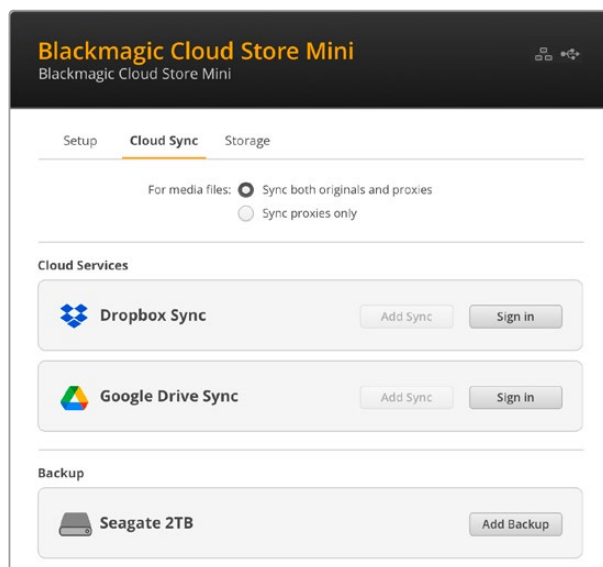 Blackmagic Cloud Store Mini
Blackmagic Cloud Store Mini
Setup Cloud Sync Storage
For media files: Sync both originals and proxies
Sync proxies only
Cloud Services
Dropbox Sync Add Sync Sign in
Google Drive Sync Add Sync Sign in
Backup
Seagate 2TB Add Backup